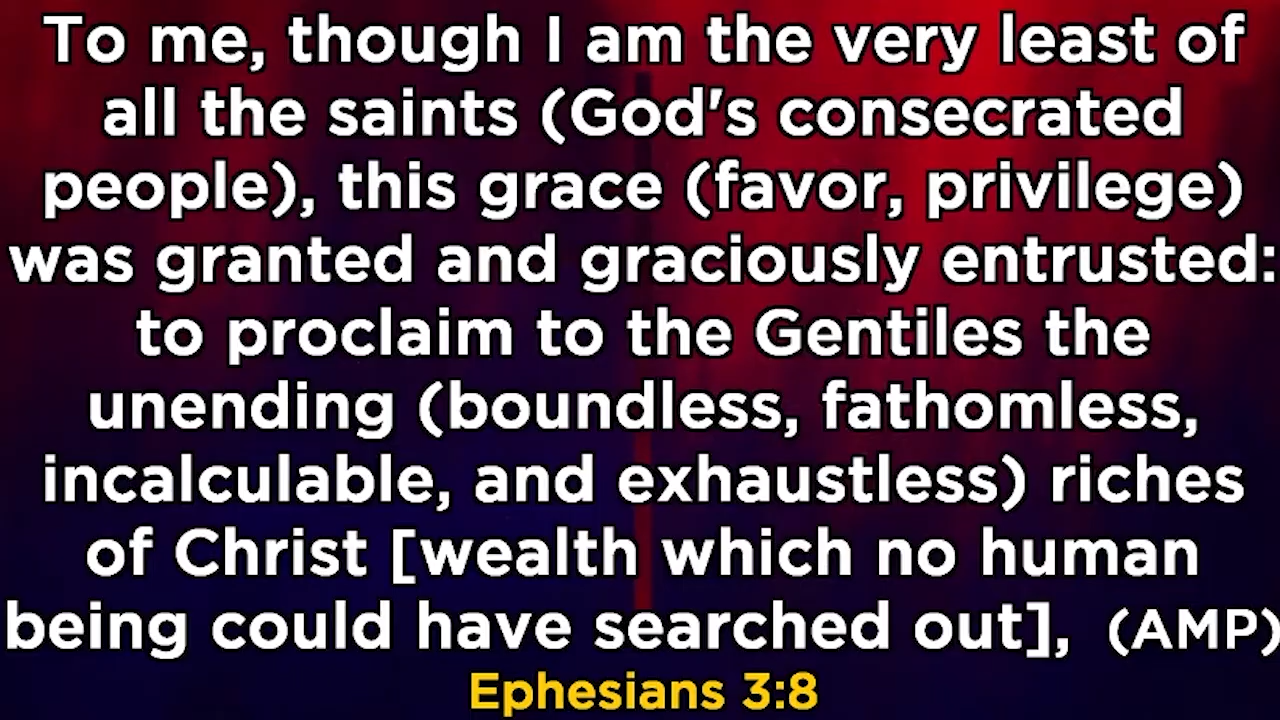 To me, though I am the very least of
all the saints (God's consecrated
people), this grace (favor, privilege)
was granted and graciously entrusted:
to proclaim to the Gentiles the
unending (boundless, fathomless,
incalculable, and exhaustless) riches
of Christ [wealth which no human
being could have searched out], (AMP)
Ephesians 3:8